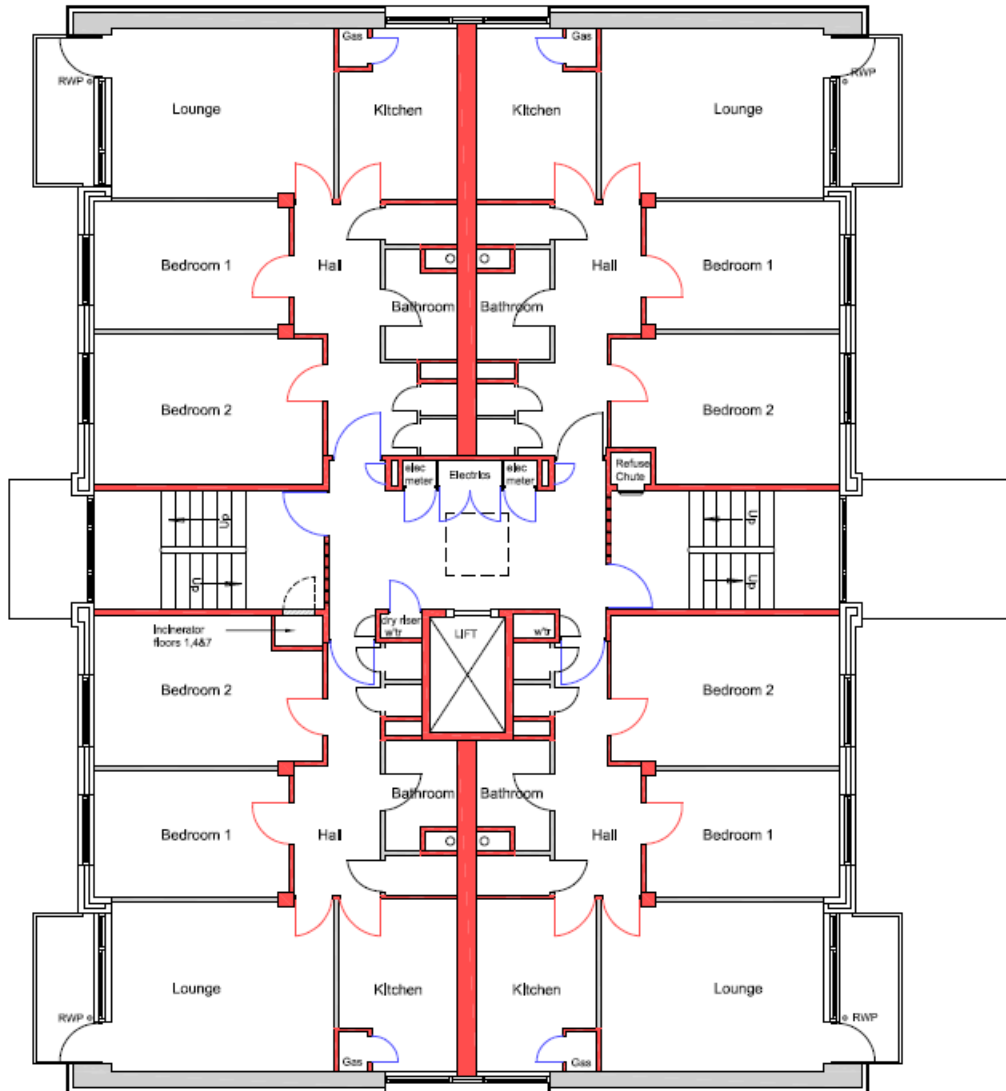 Gas
Gas
RWP
Lounge
Kitchen
Kitchen
Lounge
RWP
Bedroom 1
Hall
Hall
Bedroom 1
Bathroom
Bathroom
Bedroom 2
Bedroom 2
elec
meter
Electrics
elec
meter
Refuse
Chute
Up
Up
Up
Up
Incinerator
floors 1,4&7
dry riser
w'tr
LIFT
w'tr
Bedroom 2
Bedroom 2
Bathroom
Bathroom
Bedroom 1
Hall
Hall
Bedroom 1
Lounge
Kitchen
Kitchen
Lounge
RWP
RWP
Gas
Gas